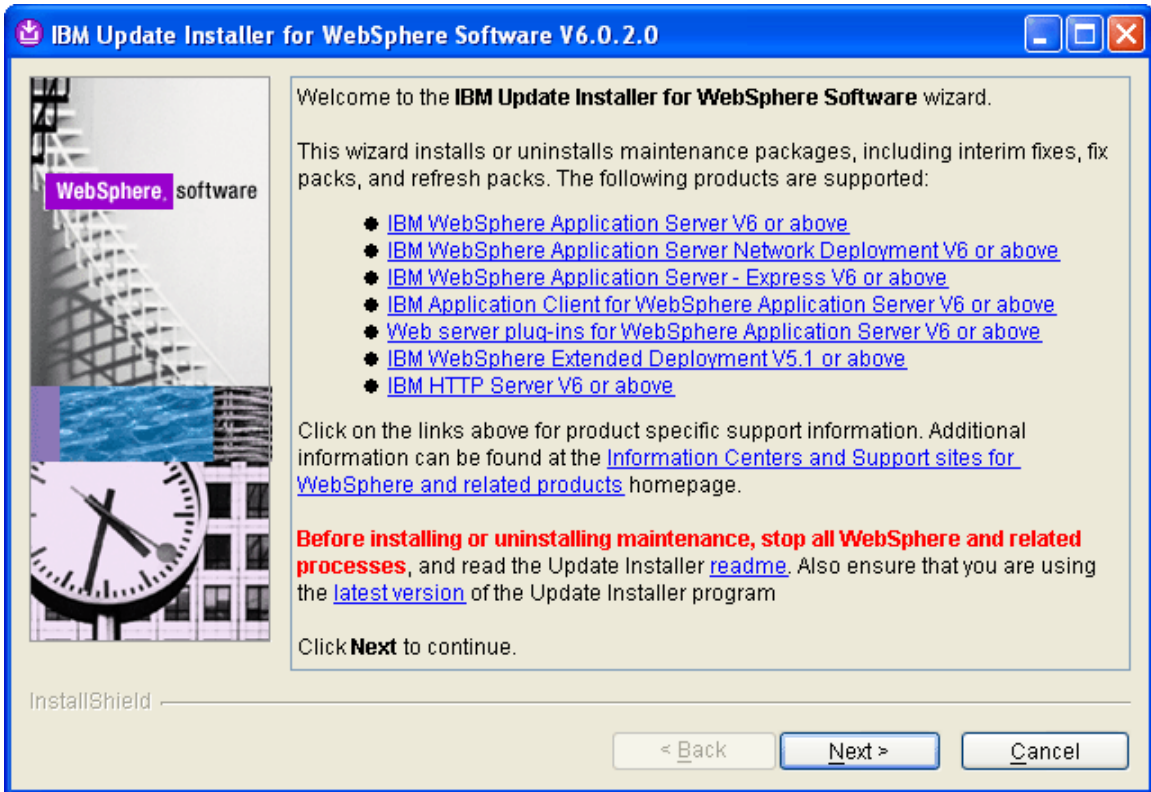 IBM Update Installer for WebSphere Software V6.0.2.0
WebSphere. software
Welcome to the IBM Update Installer for WebSphere Software wizard.
This wizard installs or uninstalls maintenance packages, including interim fixes, fix
packs, and refresh packs. The following products are supported:
IBM WebSphere Application Server V6 or above
IBM WebSphere Application Server Network Deployment V6 or above
IBM WebSphere Application Server - Express V6 or above
IBM Application Client for WebSphere Application Server V6 or above
Web server plug-ins for WebSphere Application Server V6 or above
IBM WebSphere Extended Deployment V5.1 or above
IBM HTTP Server V6 or above
Click on the links above for product specific support information. Additional
information can be found at the Information Centers and Support sites for
WebSphere and related products homepage.
Before installing or uninstalling maintenance, stop all WebSphere and related
processes, and read the Update Installer readme. Also ensure that you are using
the latest version of the Update Installer program
Click Next to continue.
InstallShield
< Back
Next >
Cancel